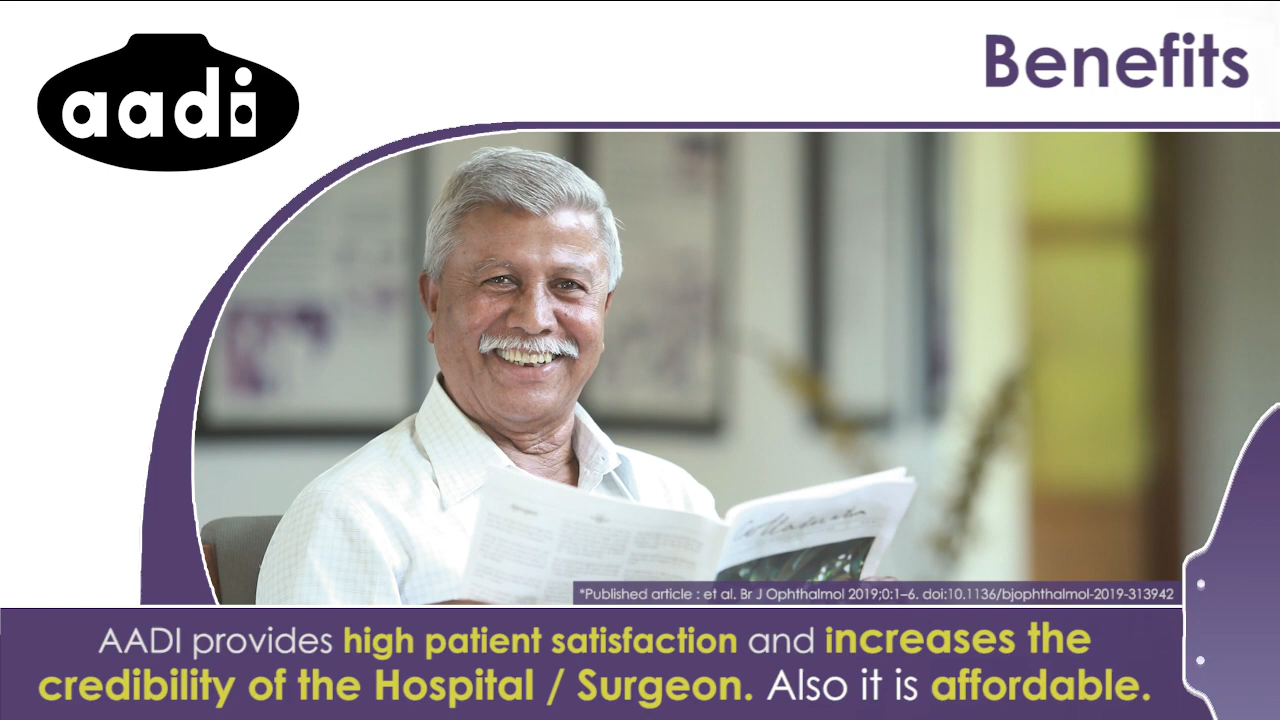 aadi
Benefits
*Published article : et al. Br J Ophthalmol 2019;0:1–6. doi:10.1136/bjophthalmol-2019-313942
AADI provides high patient satisfaction and increases the
credibility of the Hospital / Surgeon. Also it is affordable.